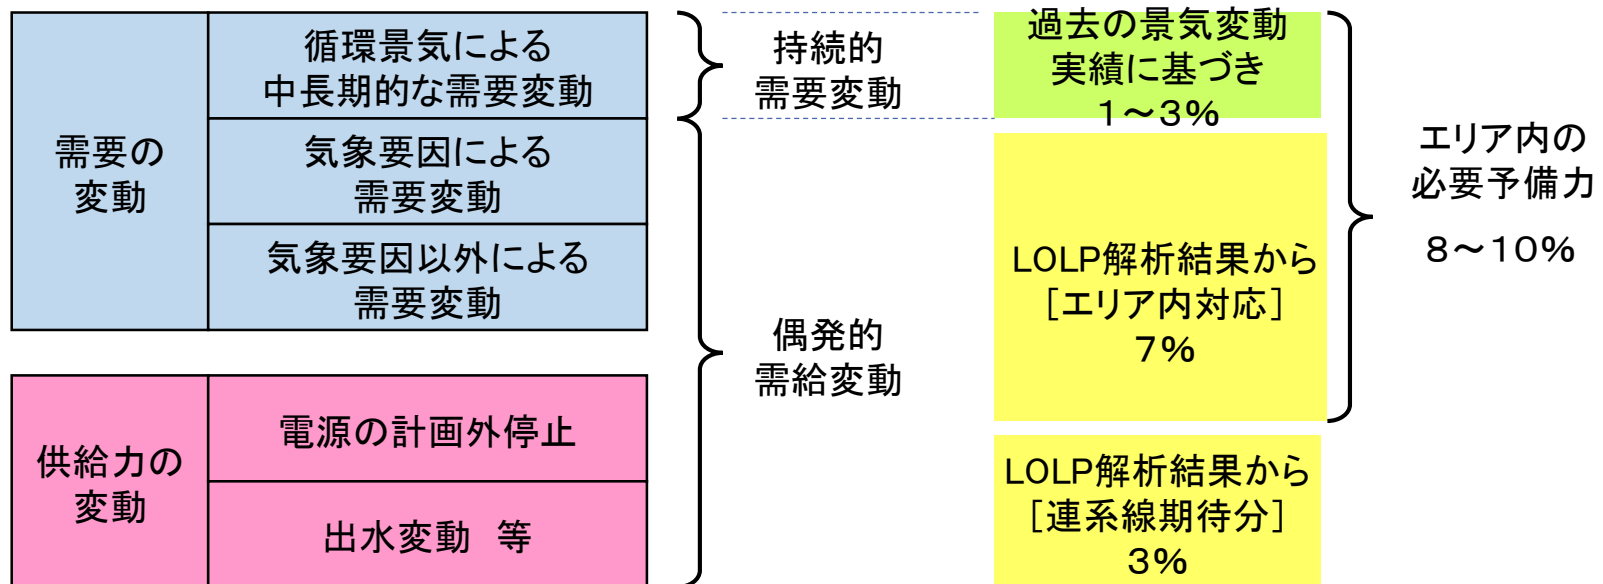 需要の
変動
循環景気による
中長期的な需要変動
気象要因による
需要変動
気象要因以外による
需要変動
供給力の
変動
電源の計画外停止
出水変動　等
持続的
需要変動
偶発的
需給変動
過去の景気変動
実績に基づき
１～３％
LOLP解析結果から
［エリア内対応］
７％
LOLP解析結果から
［連系線期待分］
３％
エリア内の
必要予備力
８～１０％